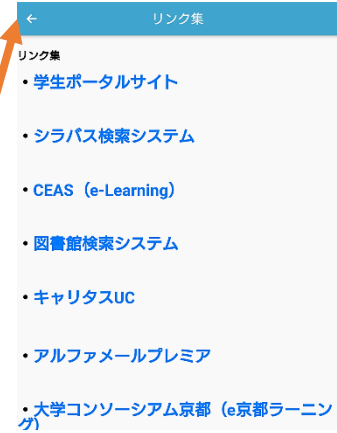 ← リンク集
リンク集
・学生ポータルサイト
・シラバス検索システム
・CEAS（e-Learning）
・図書館検索システム
・キャリタスUC
・アルファメールプレミア
・大学コンソーシアム京都（e京都ラーニン
グ）